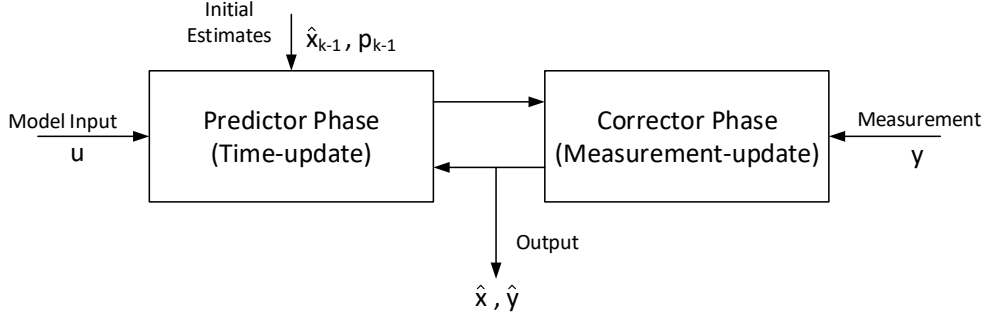 Initial
Estimates
x̂k-1 , pk-1
Model Input
u
Predictor Phase
(Time-update)
Corrector Phase
(Measurement-update)
Measurement
y
Output
x̂ , ŷ